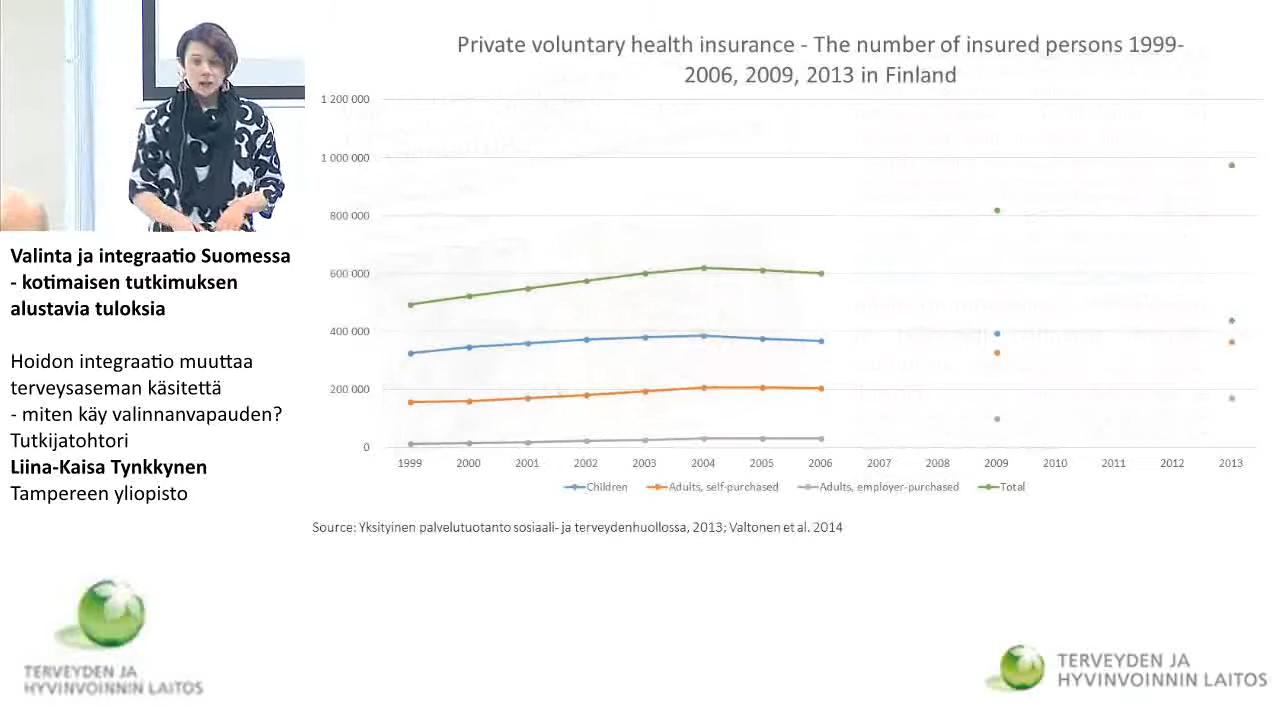 Private voluntary health insurance - The number of insured persons 1999-
2006, 2009, 2013 in Finland
1 200 000
1 000 000
800 000
600 000
400 000
200 000
0
1999 2000 2001 2002 2003 2004 2005 2006 2007 2008 2009 2010 2011 2012 2013
Children Adults, self-purchased Adults, employer-purchased Total
Source: Yksityinen palvelutuotanto sosiaali- ja terveydenhuollossa, 2013; Valtonen et al. 2014
Valinta ja integraatio Suomessa
- kotimaisen tutkimuksen
alustavia tuloksia
Hoidon integraatio muuttaa
terveysaseman käsitettä
- miten käy valinnanvapauden?
Tutkijatohtori
Liina-Kaisa Tynkkynen
Tampereen yliopisto
TERVEYDEN JA
HYVINVOINNIN LAITOS
TERVEYDEN JA
HYVINVOINNIN LAITOS